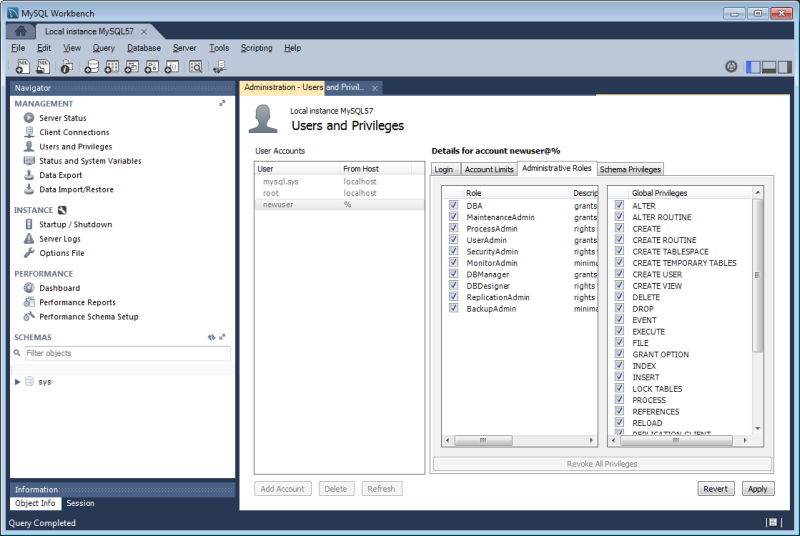 MySQL Workbench
Local instance MySQL57
File Edit View Query Database Server Tools Scripting Help
Navigator
MANAGEMENT
Server Status
Client Connections
Users and Privileges
Status and System Variables
Data Export
Data Import/Restore
INSTANCE
Startup / Shutdown
Server Logs
Options File
PERFORMANCE
Dashboard
Performance Reports
Performance Schema Setup
SCHEMAS
Filter objects
sys
Information
Object Info Session
Query Completed
Administration - Users and Privil...
Local instance MySQL57
Users and Privileges
User Accounts
User From Host
mysql.sys localhost
root localhost
newuser %
Add Account Delete Refresh
Details for account newuser@%
Login Account Limits Administrative Roles Schema Privileges
Role Descrip
DBA grants
MaintenanceAdmin grants
ProcessAdmin rights
UserAdmin grants
SecurityAdmin rights
MonitorAdmin minimu
DBManager grants
DBDesigner rights
ReplicationAdmin rights
BackupAdmin minima
Global Privileges
ALTER
ALTER ROUTINE
CREATE
CREATE ROUTINE
CREATE TABLESPACE
CREATE TEMPORARY TABLES
CREATE USER
CREATE VIEW
DELETE
DROP
EVENT
EXECUTE
FILE
GRANT OPTION
INDEX
INSERT
LOCK TABLES
PROCESS
REFERENCES
RELOAD
REPLICATION CLIENT
Revoke All Privileges
Revert Apply